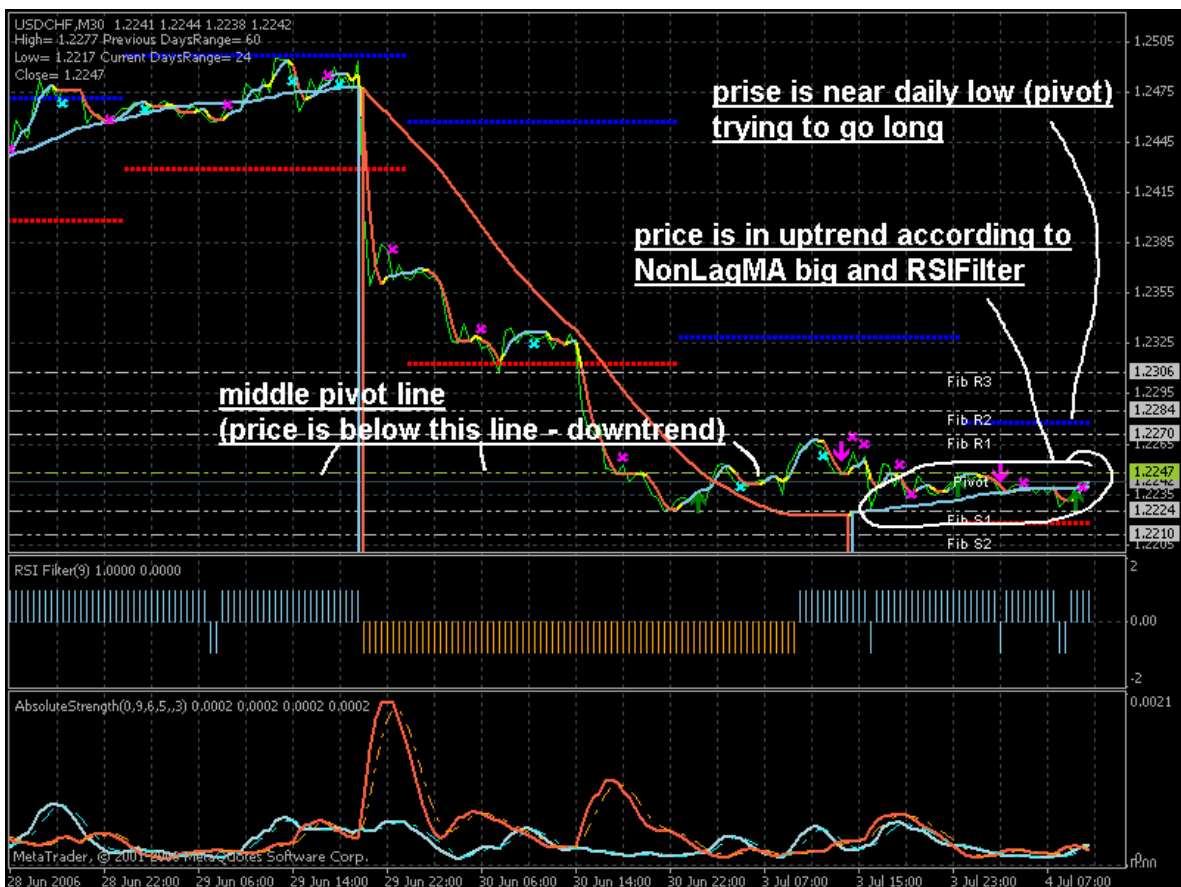 USDCHF,M30 1.2241 1.2244 1.2238 1.2242
High= 1.2277 Previous DaysRange= 60
Low= 1.2217 Current DaysRange= 24
Close= 1.2247
prise is near daily low (pivot)
trying to go long
price is in uptrend according to
NonLagMA big and RSIFilter
middle pivot line
(price is below this line - downtrend)
Fib R3
Fib R2
Fib R1
Pivot
Fib S1
Fib S2
1.2505
1.2475
1.2445
1.2415
1.2385
1.2355
1.2325
1.2306
1.2295
1.2284
1.2270
1.2265
1.2247
1.2235
1.2224
1.2210
1.2205
RSI Filter(9) 1.0000 0.0000
2
0.00
-2
AbsoluteStrength(0,9,6,5,,3) 0.0002 0.0002 0.0002 0.0002
0.0021
MetaTrader, © 2001-2006 MetaQuotes Software Corp.
28 Jun 2006 28 Jun 22:00 29 Jun 06:00 29 Jun 14:00 29 Jun 22:00 30 Jun 06:00 30 Jun 14:00 30 Jun 22:00 3 Jul 07:00 3 Jul 15:00 3 Jul 23:00 4 Jul 07:00